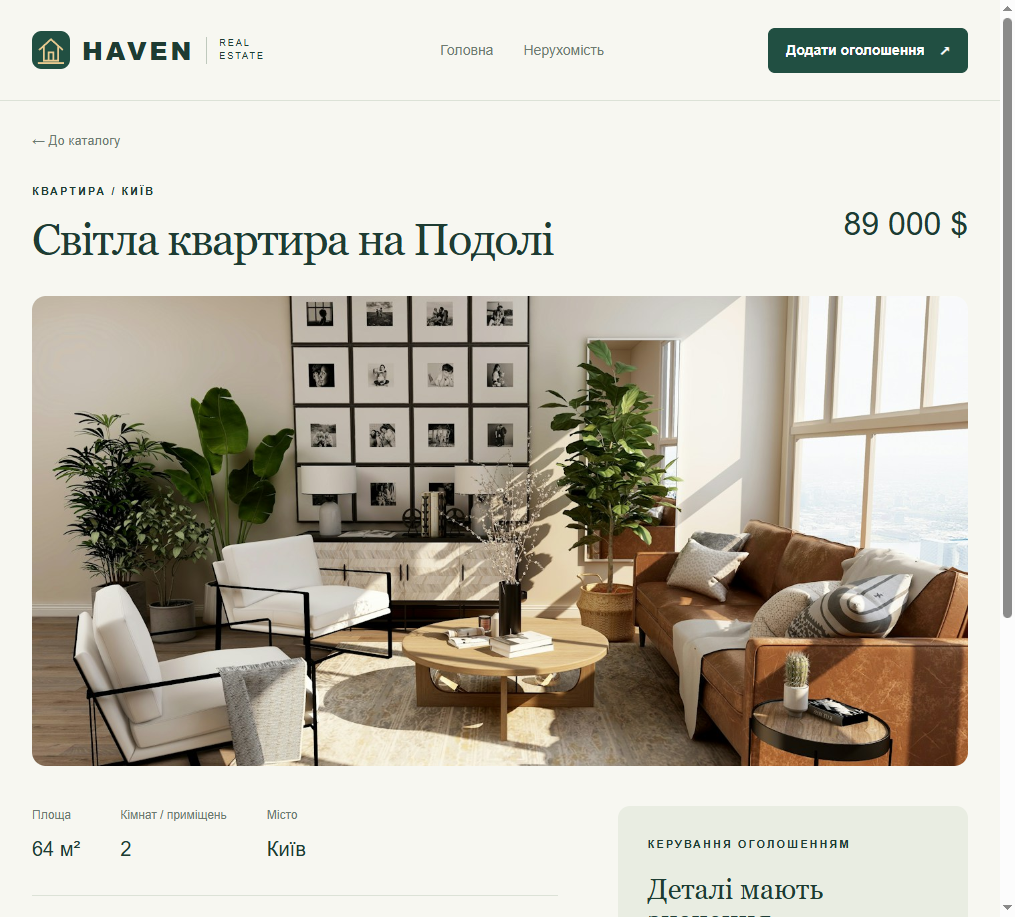 HAVEN
REAL
ESTATE
Головна
Нерухомість
Додати оголошення ↗
← До каталогу
КВАРТИРА / КИЇВ
Світла квартира на Подолі
89 000 $
Площа
Кімнат / приміщень
Місто
64 м²
2
Київ
КЕРУВАННЯ ОГОЛОШЕННЯМ
Деталі мають